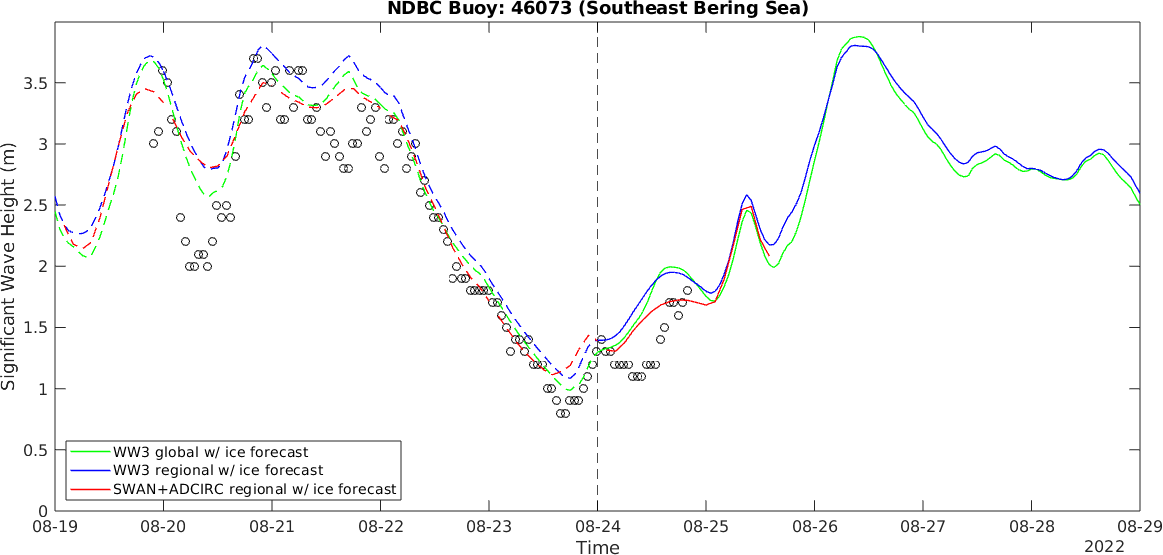 NDBC Buoy: 46073 (Southeast Bering Sea)
Significant Wave Height (m)
3.5
3
2.5
2
1.5
1
0.5
0
WW3 global w/ ice forecast
WW3 regional w/ ice forecast
SWAN+ADCIRC regional w/ ice forecast
08-19 08-20 08-21 08-22 08-23 08-24 08-25 08-26 08-27 08-28 08-29
Time
2022